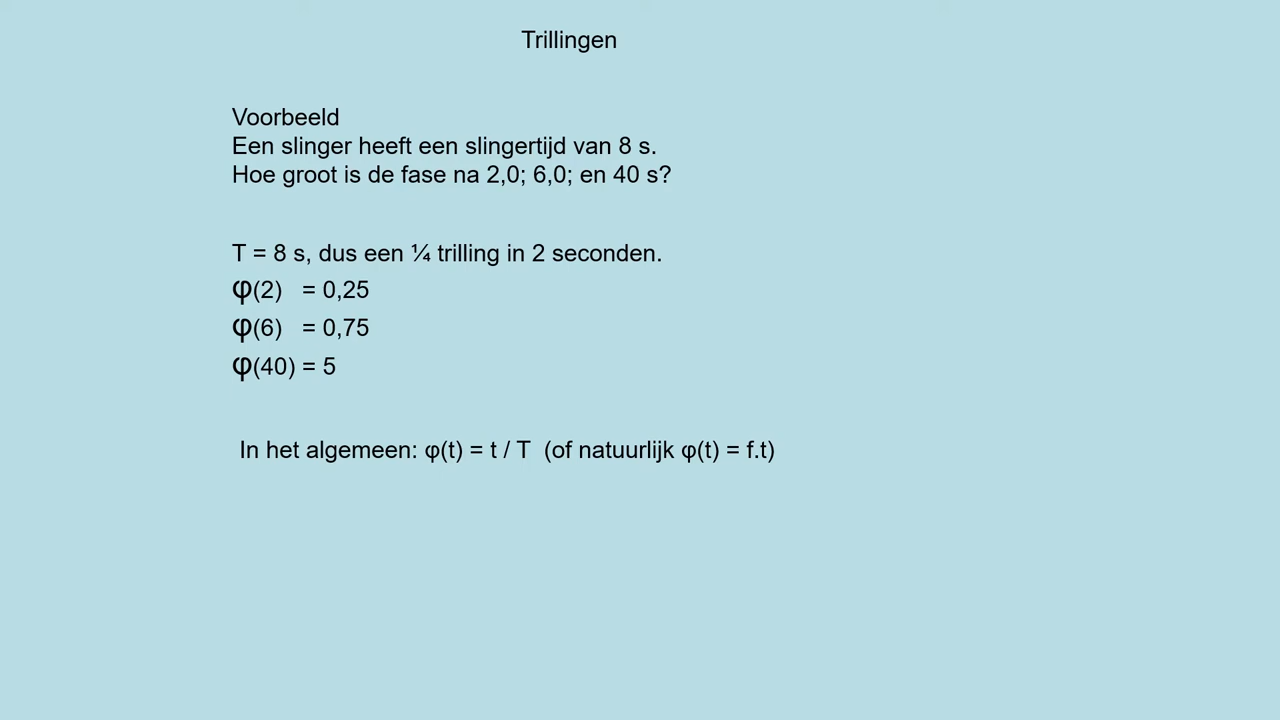 Trillingen
Voorbeeld
Een slinger heeft een slingertijd van 8 s.
Hoe groot is de fase na 2,0; 6,0; en 40 s?
T = 8 s, dus een ¼ trilling in 2 seconden.
φ(2) = 0,25
φ(6) = 0,75
φ(40) = 5
In het algemeen: φ(t) = t / T (of natuurlijk φ(t) = f.t)